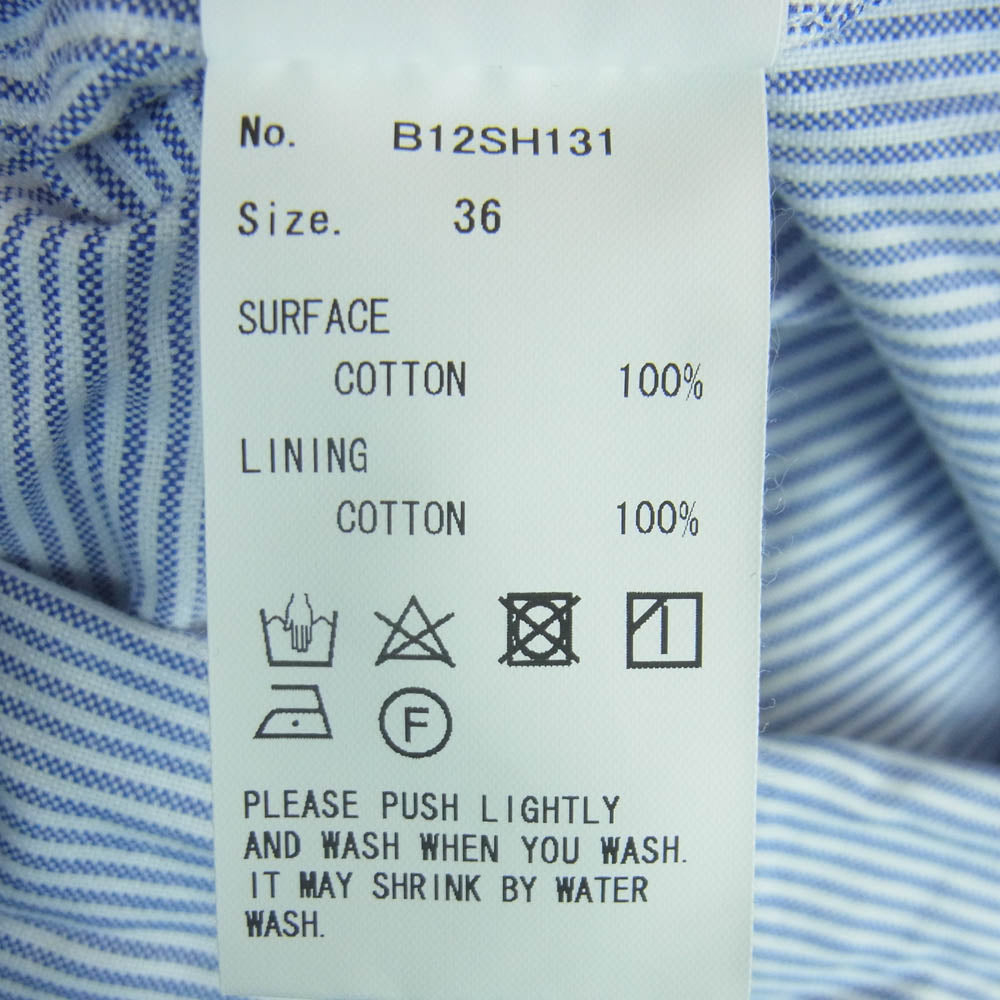 No. B12SH131
Size. 36
SURFACE
COTTON 100%
LINING
COTTON 100%
F
PLEASE PUSH LIGHTLY
AND WASH WHEN YOU WASH.
IT MAY SHRINK BY WATER
WASH.